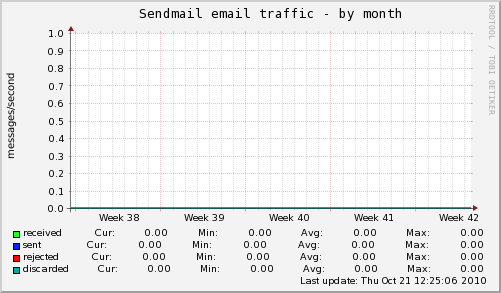 Sendmail email traffic - by month
RRDTOOL / TOBI OETIKER
messages/second
1.0
0.9
0.8
0.7
0.6
0.5
0.4
0.3
0.2
0.1
0.0
Week 38 Week 39 Week 40 Week 41 Week 42
received Cur: 0.00 Min: 0.00 Avg: 0.00 Max: 0.00
sent Cur: 0.00 Min: 0.00 Avg: 0.00 Max: 0.00
rejected Cur: 0.00 Min: 0.00 Avg: 0.00 Max: 0.00
discarded Cur: 0.00 Min: 0.00 Avg: 0.00 Max: 0.00
Last update: Thu Oct 21 12:25:06 2010